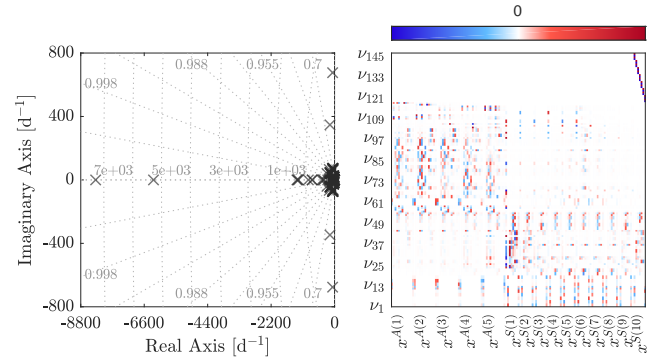 0
800
400
0
-400
-800
-8800
-6600
-4400
-2200
0
Imaginary Axis [d⁻¹]
Real Axis [d⁻¹]
0.998
0.988
0.955
0.7
7e+03
5e+03
3e+03
1e+03
0.998
0.988
0.955
0.7
ν145
ν133
ν121
ν109
ν97
ν85
ν73
ν61
ν49
ν37
ν25
ν13
ν1
x^A(1)
x^A(2)
x^A(3)
x^A(4)
x^A(5)
x^S(1)
x^S(2)
x^S(3)
x^S(4)
x^S(5)
x^S(6)
x^S(7)
x^S(8)
x^S(9)
x^S(10)